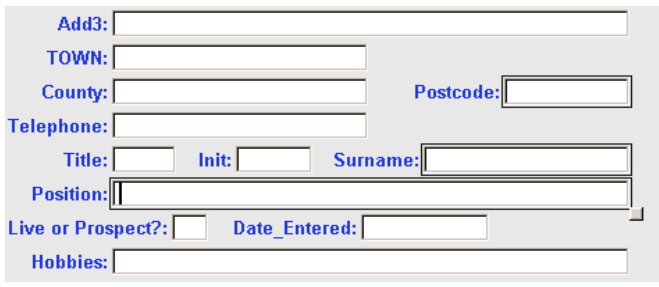 Add3:
TOWN:
County: Postcode:
Telephone:
Title: Init: Surname:
Position:
Live or Prospect?: Date_Entered:
Hobbies: